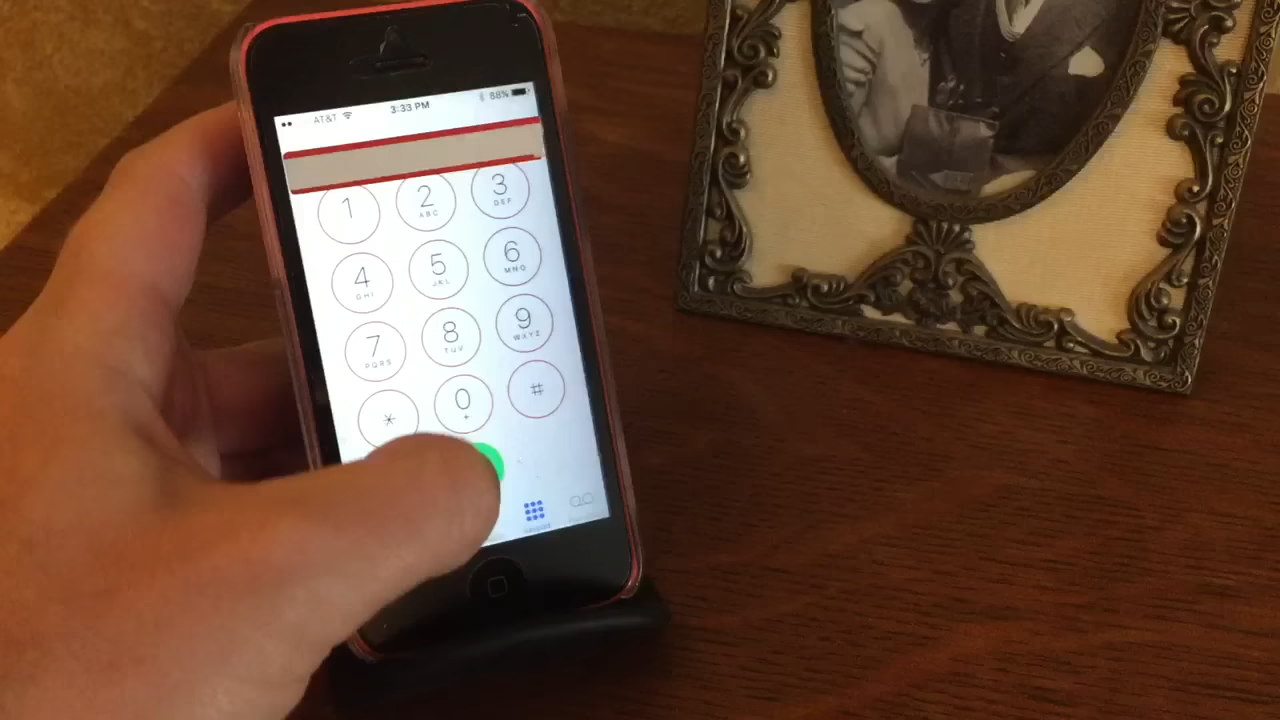 AT&T 3:33 PM 88%
1 2 ABC 3 DEF
4 GHI 5 JKL 6 MNO
7 PQRS 8 TUV 9 WXYZ
* 0 + #
Keypad